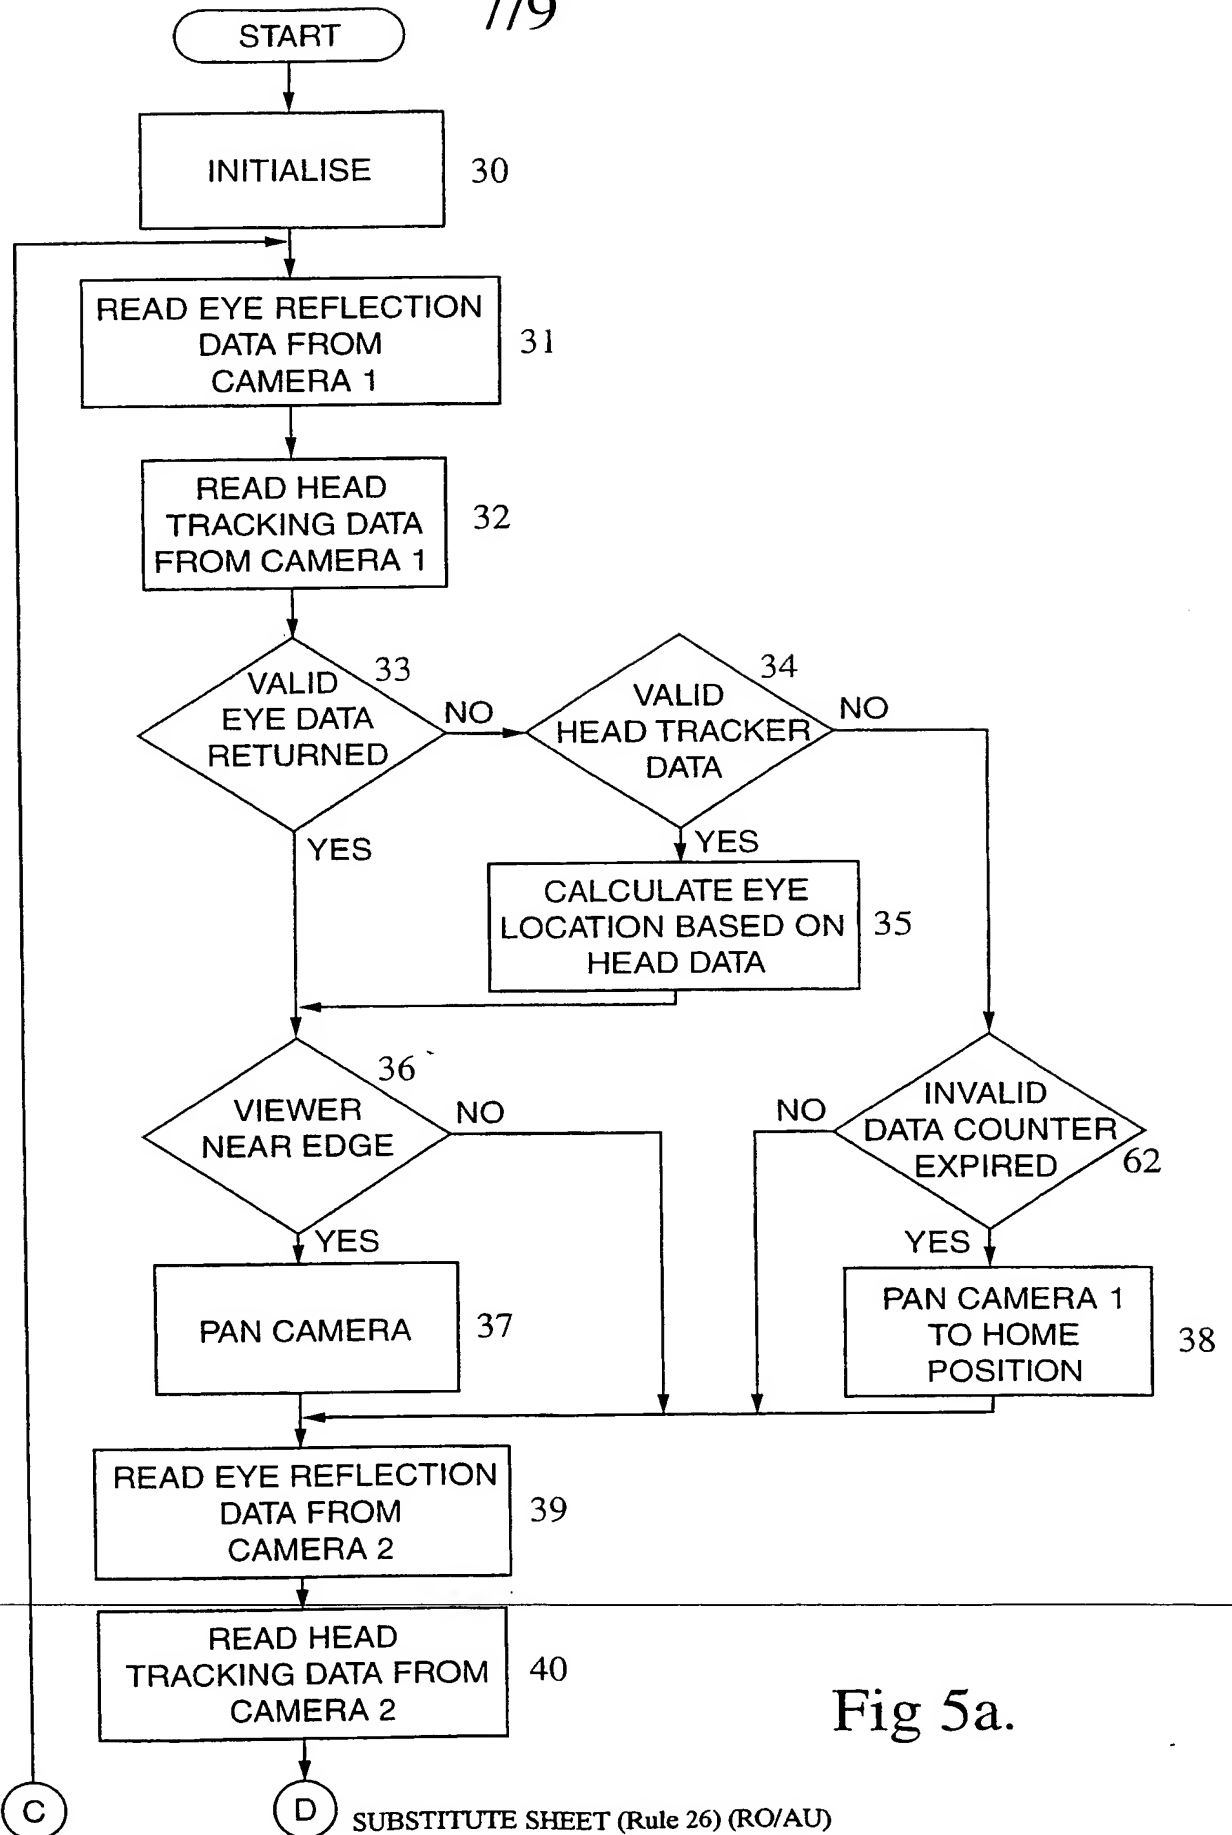 7/9
START
INITIALISE
30
READ EYE REFLECTION
DATA FROM
CAMERA 1
31
READ HEAD
TRACKING DATA
FROM CAMERA 1
32
VALID
EYE DATA
RETURNED
33
NO
YES
VALID
HEAD TRACKER
DATA
34
NO
YES
CALCULATE EYE
LOCATION BASED ON
HEAD DATA
35
VIEWER
NEAR EDGE
36
NO
YES
INVALID
DATA COUNTER
EXPIRED
62
NO
YES
PAN CAMERA
37
PAN CAMERA 1
TO HOME
POSITION
38
READ EYE REFLECTION
DATA FROM
CAMERA 2
39
READ HEAD
TRACKING DATA FROM
CAMERA 2
40
Fig 5a.
C
D
SUBSTITUTE SHEET (Rule 26) (RO/AU)